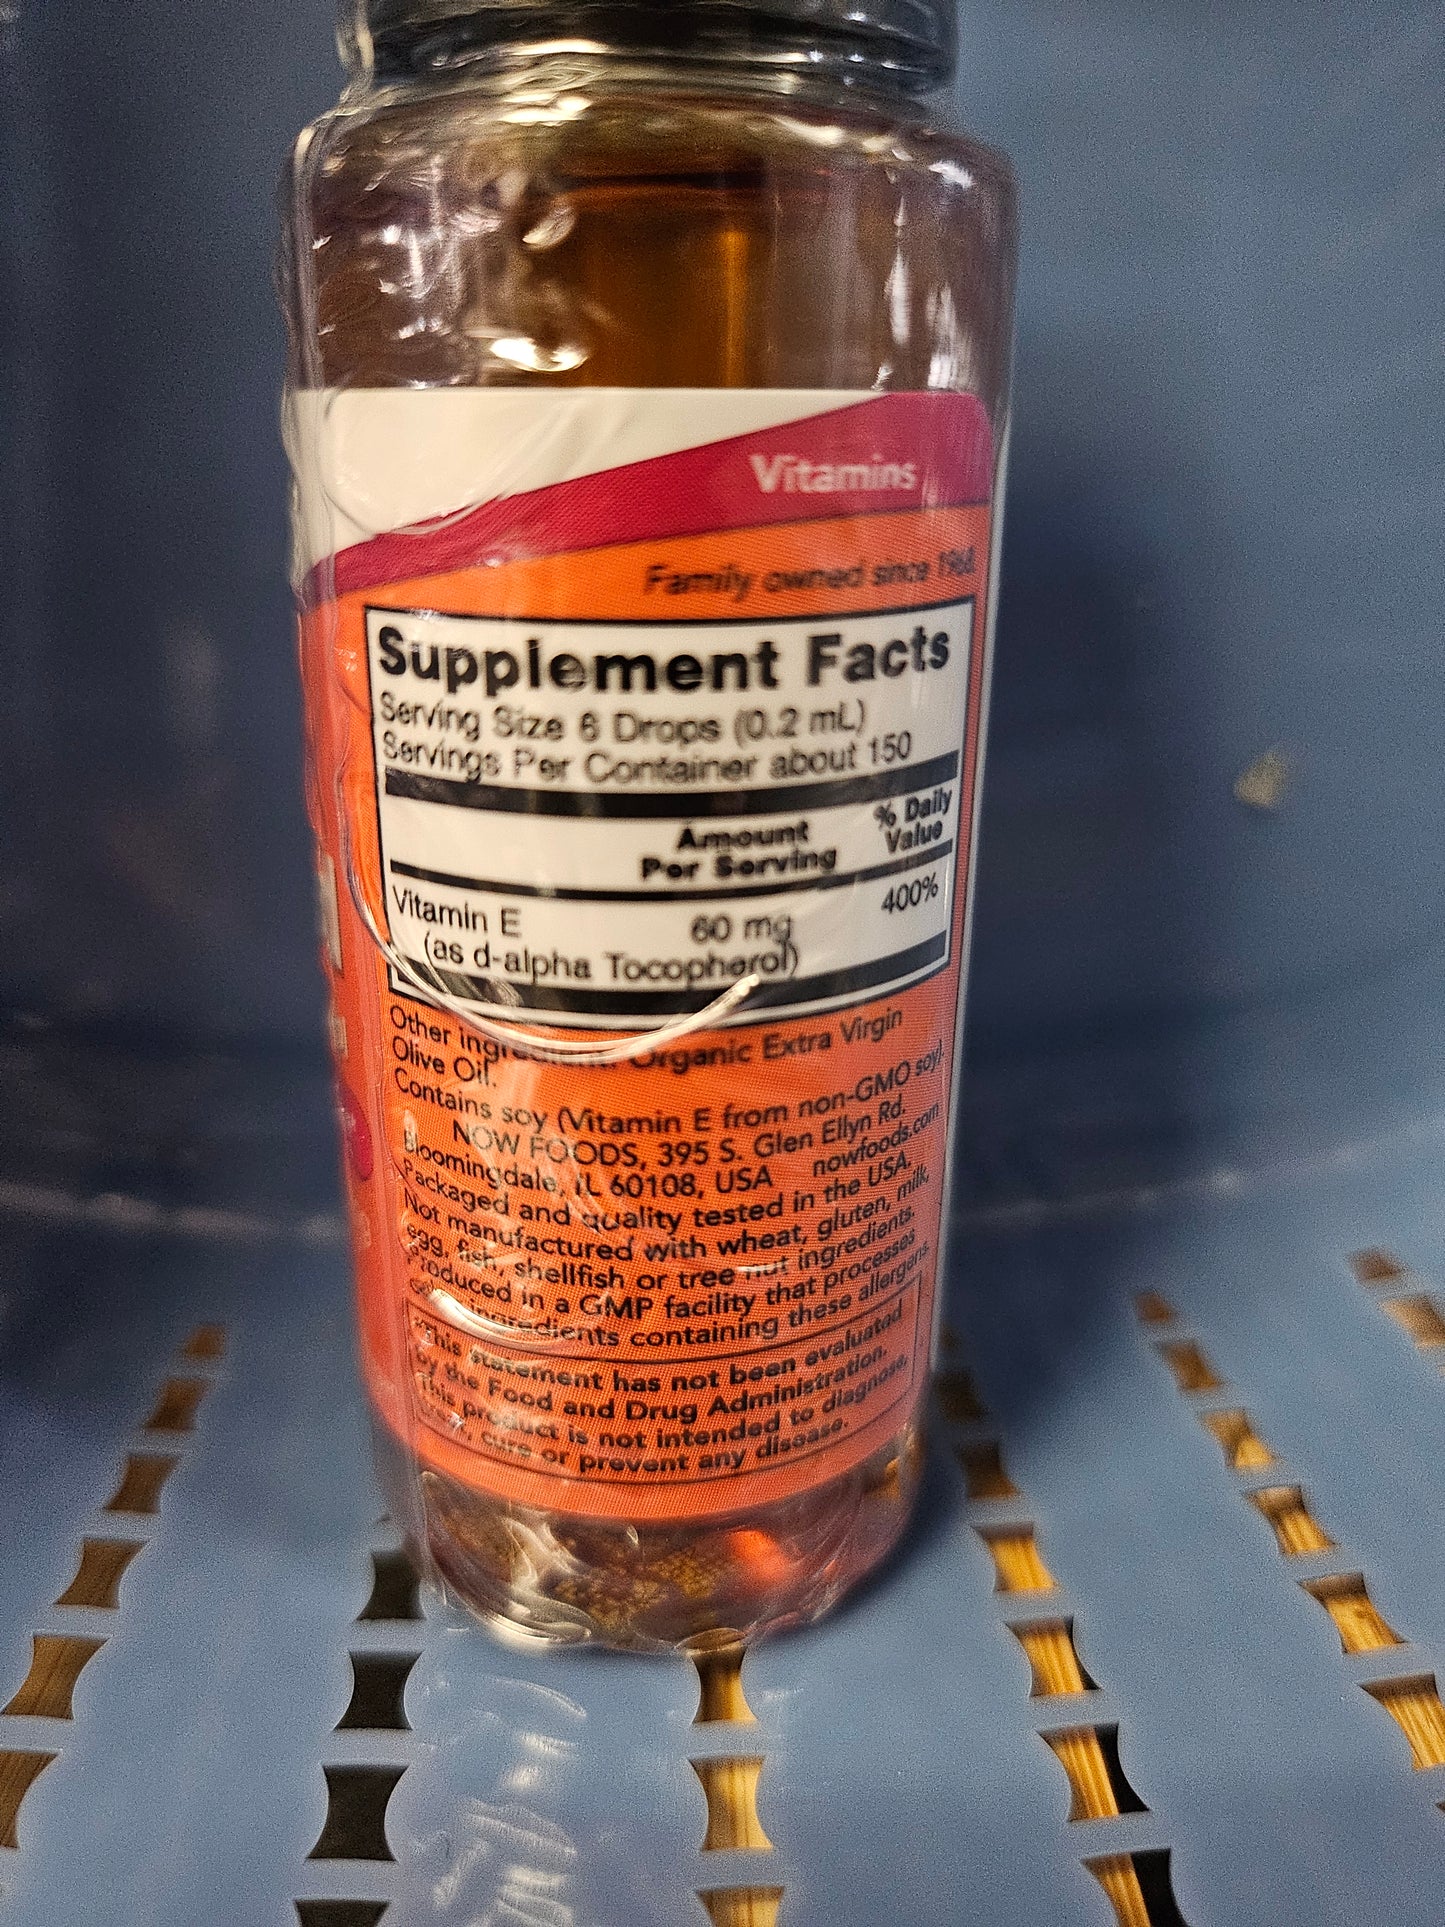 Vitamins
Family owned since 1968
Supplement Facts
Serving Size 6 Drops (0.2 mL)
Servings Per Container about 150
Amount Per Serving
% Daily Value
Vitamin E 60 mg 400%
(as d-alpha Tocopherol)
Other ingredient: Organic Extra Virgin
Olive Oil.
Contains soy (Vitamin E from non-GMO soy).
NOW FOODS, 395 S. Glen Ellyn Rd.
Bloomingdale, IL 60108, USA nowfoods.com
Packaged and quality tested in the USA.
Not manufactured with wheat, gluten, milk,
egg, fish, shellfish or tree nut ingredients.
Produced in a GMP facility that processes
ingredients containing these allergens.
*This statement has not been evaluated
by the Food and Drug Administration.
This product is not intended to diagnose,
treat, cure or prevent any disease.